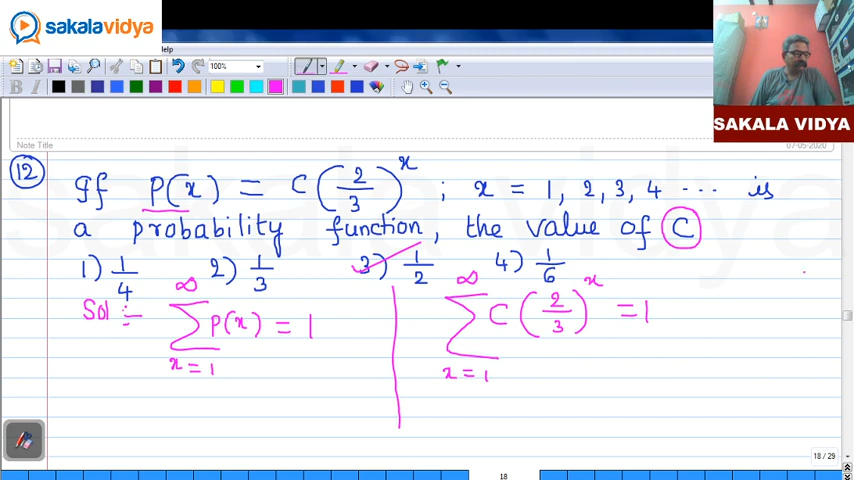 sakalavidya
Help
100%
B I U
SAKALA VIDYA
Note Title
07-05-2020
12 If P(x) = C(2/3)^x ; x = 1, 2, 3, 4 ... is
a probability function, the value of C
1) 1/4 2) 1/3 3) 1/2 4) 1/6
Sol :- ∑_{x=1}^{∞} P(x) = 1
∑_{x=1}^{∞} C(2/3)^x = 1
18 / 29
18